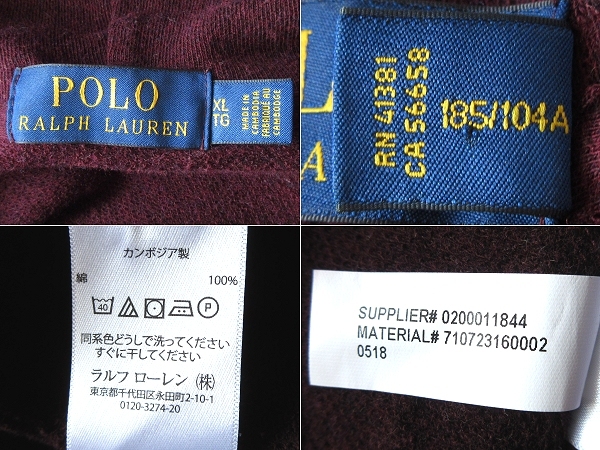 POLO
RALPH LAUREN
XL
TG
MADE IN
CAMBODIA
FABRIQUÉ AU
CAMBODGE
L
A
RN 41381
CA 56658
185/104A
カンボジア製
綿 100%
40
P
同系色どうしで洗ってください
すぐに干してください
ラルフ ローレン (株)
東京都千代田区永田町2-10-1
0120-3274-20
SUPPLIER# 0200011844
MATERIAL# 710723160002
0518